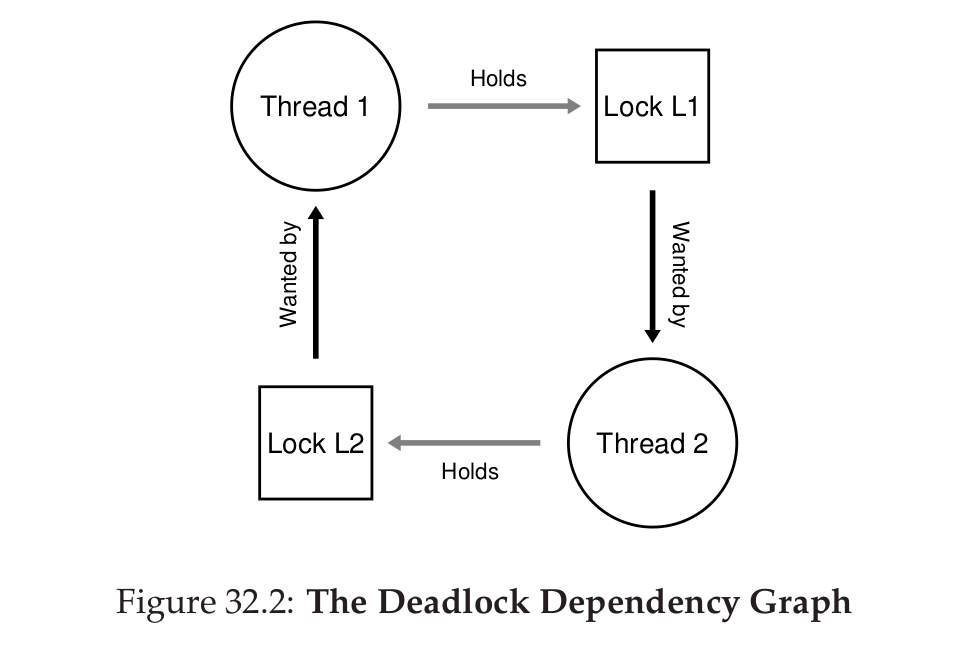 Holds
Thread 1
Lock L1
Wanted by
Wanted by
Lock L2
Thread 2
Holds
Figure 32.2: The Deadlock Dependency Graph